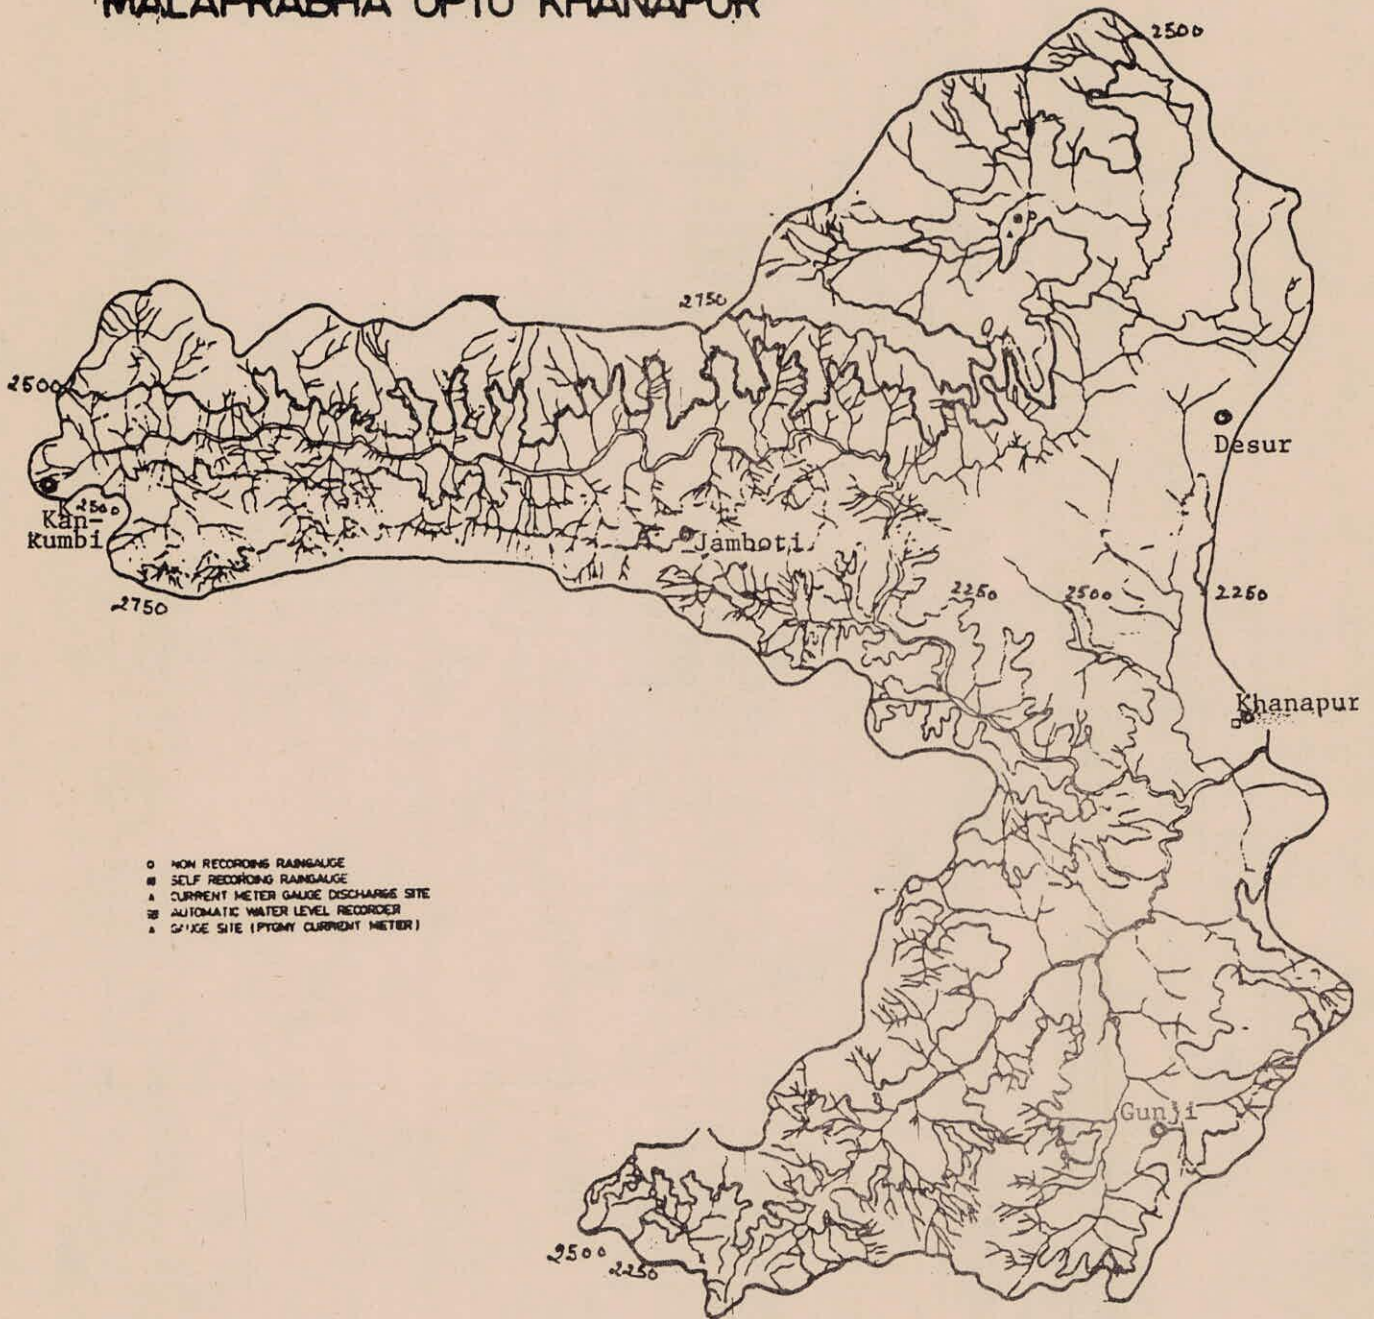 MALAPRABHA UPTO KHANAPUR
2500
2750
2500
Desur
2500
Kan-
Kumbi
Jamboti
2250
2500
2250
2750
Khanapur
O NON RECORDING RAINGAUGE
SELF RECORDING RAINGAUGE
CURRENT METER GAUGE DISCHARGE SITE
AUTOMATIC WATER LEVEL RECORDER
GAUGE SITE (PYGMY CURRENT METER)
Gunji
2500
2250